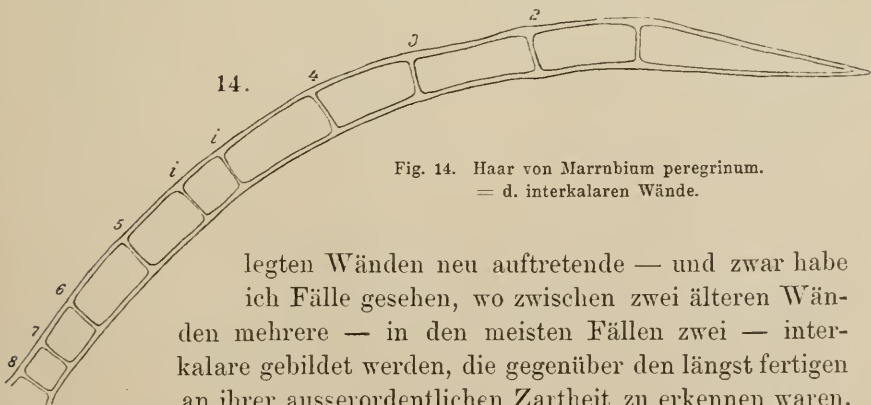 2
3
4
14.
i
i
5
6
7
8
Fig. 14. Haar von Marrubium peregrinum.
= d. interkalaren Wände.
legten Wänden neu auftretende — und zwar habe
ich Fälle gesehen, wo zwischen zwei älteren Wän-
den mehrere — in den meisten Fällen zwei — inter-
kalare gebildet werden, die gegenüber den längst fertigen
an ihrer ausserordentlichen Zartheit zu erkennen waren.